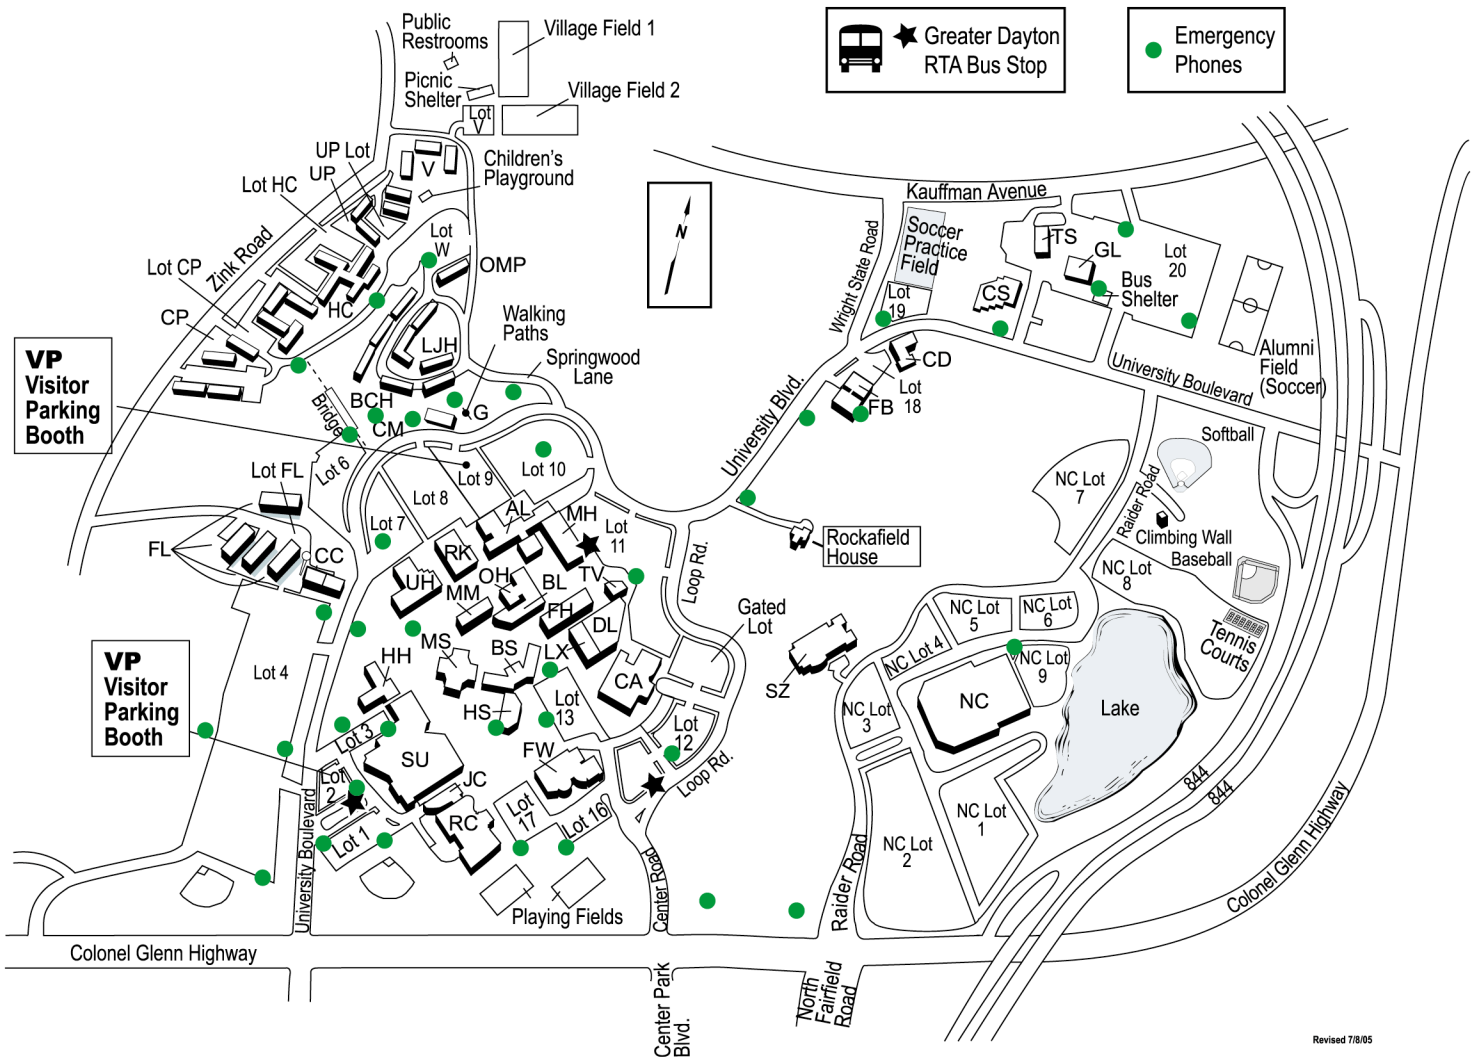 Public
Restrooms
Village Field 1
Picnic
Shelter
Village Field 2
Lot
V
Greater Dayton
RTA Bus Stop
Emergency
Phones
UP Lot
UP
V
Children's
Playground
Lot HC
Lot
W
Zink Road
OMP
Lot CP
HC
CP
LJH
Walking
Paths
Springwood
Lane
N
Kauffman Avenue
Soccer
Practice
Field
Wright State Road
Lot
19
TS
GL
CS
Bus
Shelter
Lot
20
Alumni
Field
(Soccer)
University Boulevard
CD
Lot
18
FB
University Blvd.
VP
Visitor
Parking
Booth
BCH
Bridge
CM
G
Lot 6
Lot 10
Lot 9
Lot 8
Lot FL
Lot 7
AL
MH
Lot
11
FL
CC
RK
UH
OH
BL
TV
MM
FH
DL
Loop Rd.
Rockafield
House
Softball
NC Lot
7
Raider Road
Climbing Wall
Baseball
NC Lot
8
Tennis
Courts
NC Lot
5
NC Lot
6
NC Lot 4
NC Lot
9
NC
NC Lot
3
Lake
SZ
Gated
Lot
VP
Visitor
Parking
Booth
Lot 4
HH
MS
BS
LX
CA
HS
Lot
13
Lot
12
Lot 3
SU
FW
JC
Loop Rd.
Lot
2
RC
Lot
17
Lot 16
Lot 1
University Boulevard
Playing Fields
Center Road
Raider Road
NC Lot
2
NC Lot
1
844
844
Colonel Glenn Highway
Colonel Glenn Highway
Center Park
Blvd.
North
Fairfield
Road
Revised 7/8/05